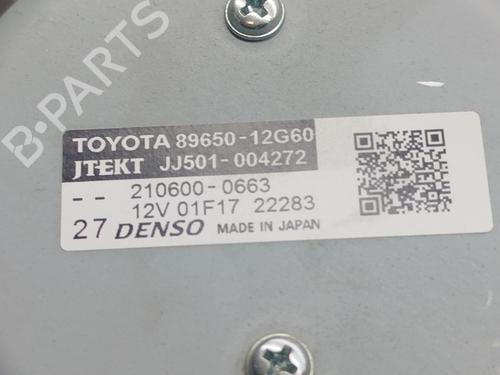 B-PARTS
TOYOTA 89650-12G60
JTEKT JJ501-004272
-- 210600-0663
12V 01F17 22283
27 DENSO MADE IN JAPAN